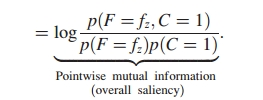 = log p(F = f_z, C = 1) / p(F = f_z)p(C = 1) .
Pointwise mutual information
(overall saliency)